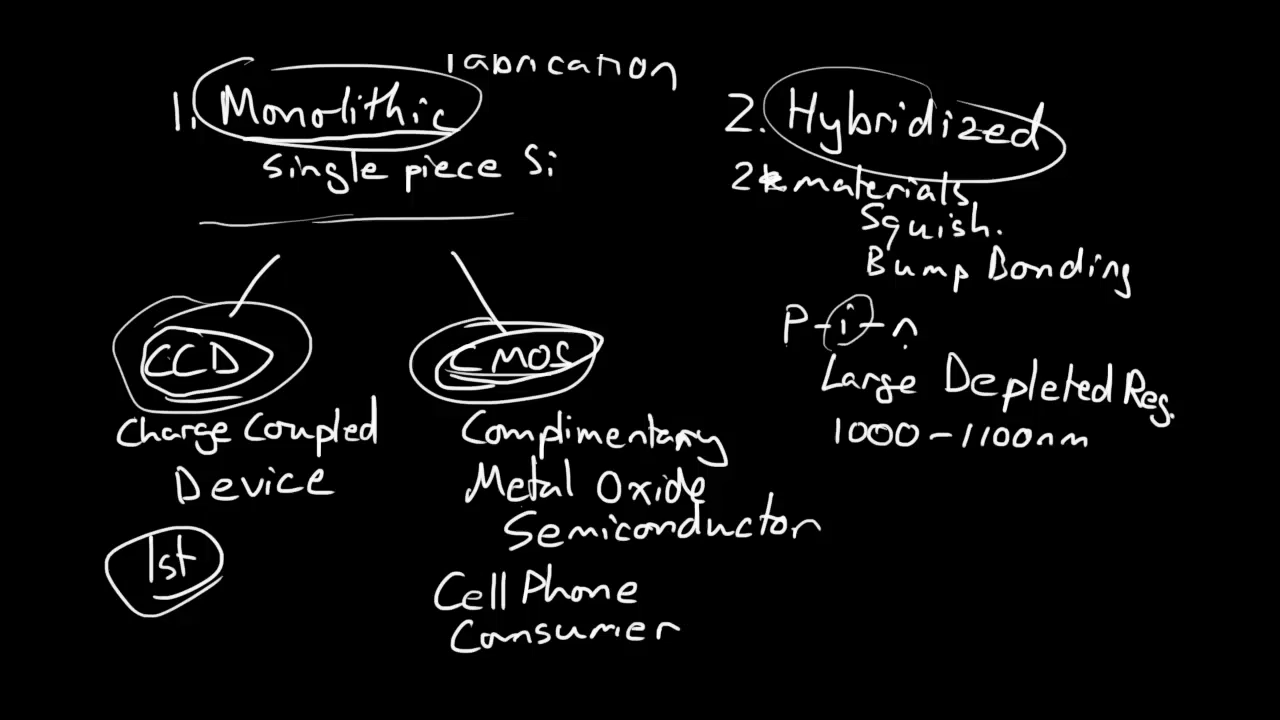 Fabrication
1. Monolithic
single piece Si
CCD
Charge Coupled
Device
1st
CMOS
Complimentary
Metal Oxide
Semiconductor
Cell Phone
Consumer
2. Hybridized
2 materials
Squish.
Bump Bonding
P-i-n
Large Depleted Reg.
1000-1100nm